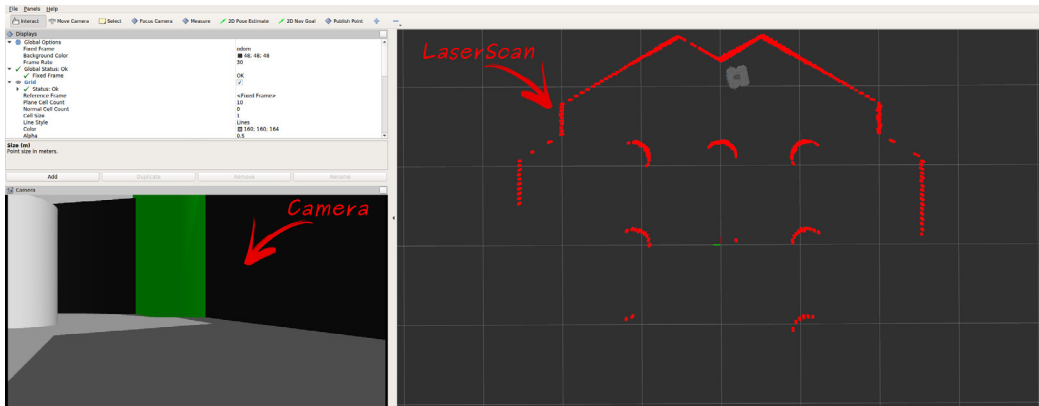 File Panels Help
Interact Move Camera Select Focus Camera Measure 2D Pose Estimate 2D Nav Goal Publish Point
Displays
Global Options
Fixed Frame odom
Background Color 48; 48; 48
Frame Rate 30
Global Status: Ok
Fixed Frame OK
Grid
Status: Ok
Reference Frame <Fixed Frame>
Plane Cell Count 10
Normal Cell Count 0
Cell Size 1
Line Style Lines
Color 160; 160; 164
Alpha 0.5
Size (m)
Point size in meters.
Add Duplicate Remove Rename
Camera
Camera
LaserScan